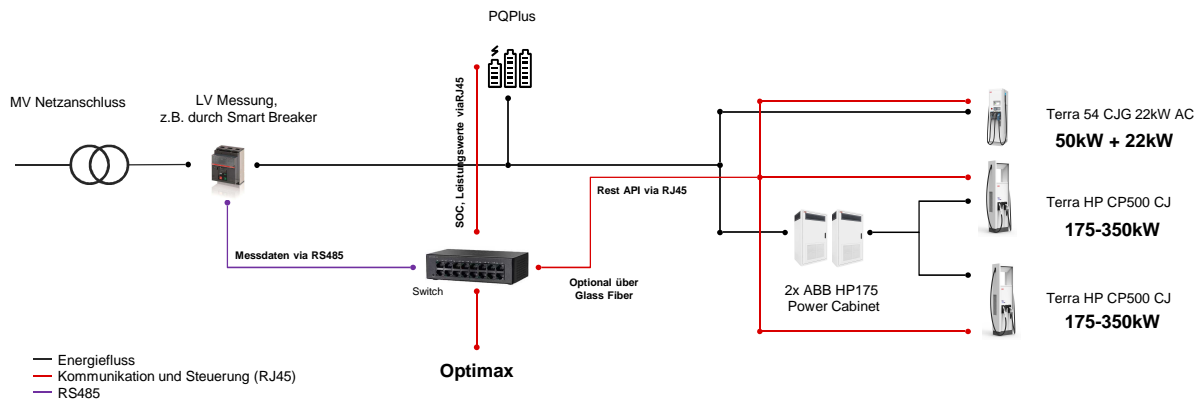 PQPlus
MV Netzanschluss
LV Messung,
z.B. durch Smart Breaker
SOC, Leistungswerte viaRJ45
Terra 54 CJG 22kW AC
50kW + 22kW
Rest API via RJ45
Terra HP CP500 CJ
175-350kW
Messdaten via RS485
Switch
Optional über
Glass Fiber
2x ABB HP175
Power Cabinet
Terra HP CP500 CJ
175-350kW
Optimax
Energiefluss
Kommunikation und Steuerung (RJ45)
RS485